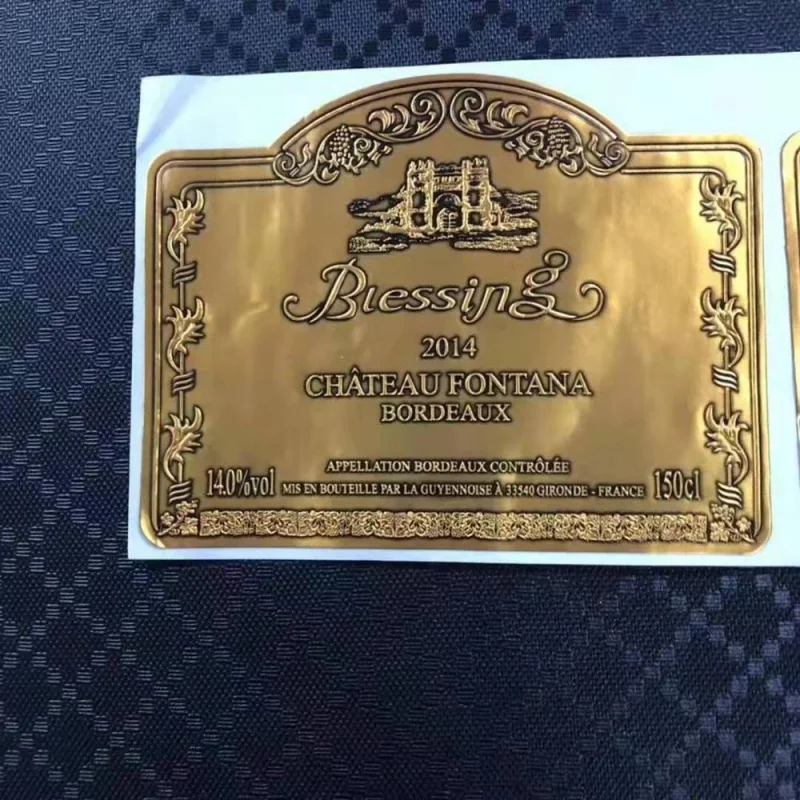 Blessing
2014
CHÂTEAU FONTANA
BORDEAUX
APPELLATION BORDEAUX CONTRÔLÉE
14.0%vol MIS EN BOUTEILLE PAR LA GUYENNOISE À 33540 GIRONDE - FRANCE 150cl